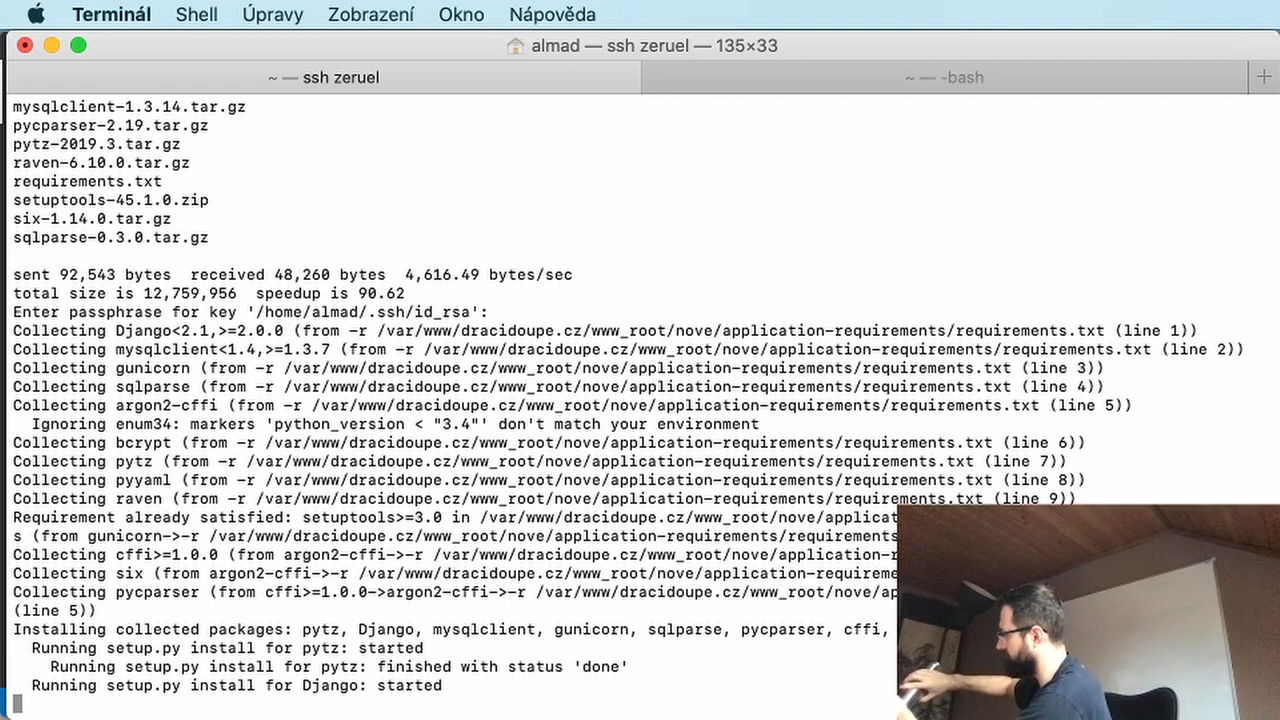 Terminál Shell Úpravy Zobrazení Okno Nápověda
almad — ssh zeruel — 135×33
~ — ssh zeruel
~ — -bash
mysqlclient-1.3.14.tar.gz
pycparser-2.19.tar.gz
pytz-2019.3.tar.gz
raven-6.10.0.tar.gz
requirements.txt
setuptools-45.1.0.zip
six-1.14.0.tar.gz
sqlparse-0.3.0.tar.gz
sent 92,543 bytes  received 48,260 bytes  4,616.49 bytes/sec
total size is 12,759,956  speedup is 90.62
Enter passphrase for key '/home/almad/.ssh/id_rsa':
Collecting Django<2.1,>=2.0.0 (from -r /var/www/dracidoupe.cz/www_root/nove/application-requirements/requirements.txt (line 1))
Collecting mysqlclient<1.4,>=1.3.7 (from -r /var/www/dracidoupe.cz/www_root/nove/application-requirements/requirements.txt (line 2))
Collecting gunicorn (from -r /var/www/dracidoupe.cz/www_root/nove/application-requirements/requirements.txt (line 3))
Collecting sqlparse (from -r /var/www/dracidoupe.cz/www_root/nove/application-requirements/requirements.txt (line 4))
Collecting argon2-cffi (from -r /var/www/dracidoupe.cz/www_root/nove/application-requirements/requirements.txt (line 5))
  Ignoring enum34: markers 'python_version < "3.4"' don't match your environment
Collecting bcrypt (from -r /var/www/dracidoupe.cz/www_root/nove/application-requirements/requirements.txt (line 6))
Collecting pytz (from -r /var/www/dracidoupe.cz/www_root/nove/application-requirements/requirements.txt (line 7))
Collecting pyyaml (from -r /var/www/dracidoupe.cz/www_root/nove/application-requirements/requirements.txt (line 8))
Collecting raven (from -r /var/www/dracidoupe.cz/www_root/nove/application-requirements/requirements.txt (line 9))
Requirement already satisfied: setuptools>=3.0 in /var/www/dracidoupe.cz/www_root/nove/application-
s (from gunicorn->-r /var/www/dracidoupe.cz/www_root/nove/application-requirements
Collecting cffi>=1.0.0 (from argon2-cffi->-r /var/www/dracidoupe.cz/www_root/nove/application-r
Collecting six (from argon2-cffi->-r /var/www/dracidoupe.cz/www_root/nove/application-requireme
Collecting pycparser (from cffi>=1.0.0->argon2-cffi->-r /var/www/dracidoupe.cz/www_root/nove/ap
(line 5))
Installing collected packages: pytz, Django, mysqlclient, gunicorn, sqlparse, pycparser, cffi,
  Running setup.py install for pytz: started
    Running setup.py install for pytz: finished with status 'done'
  Running setup.py install for Django: started